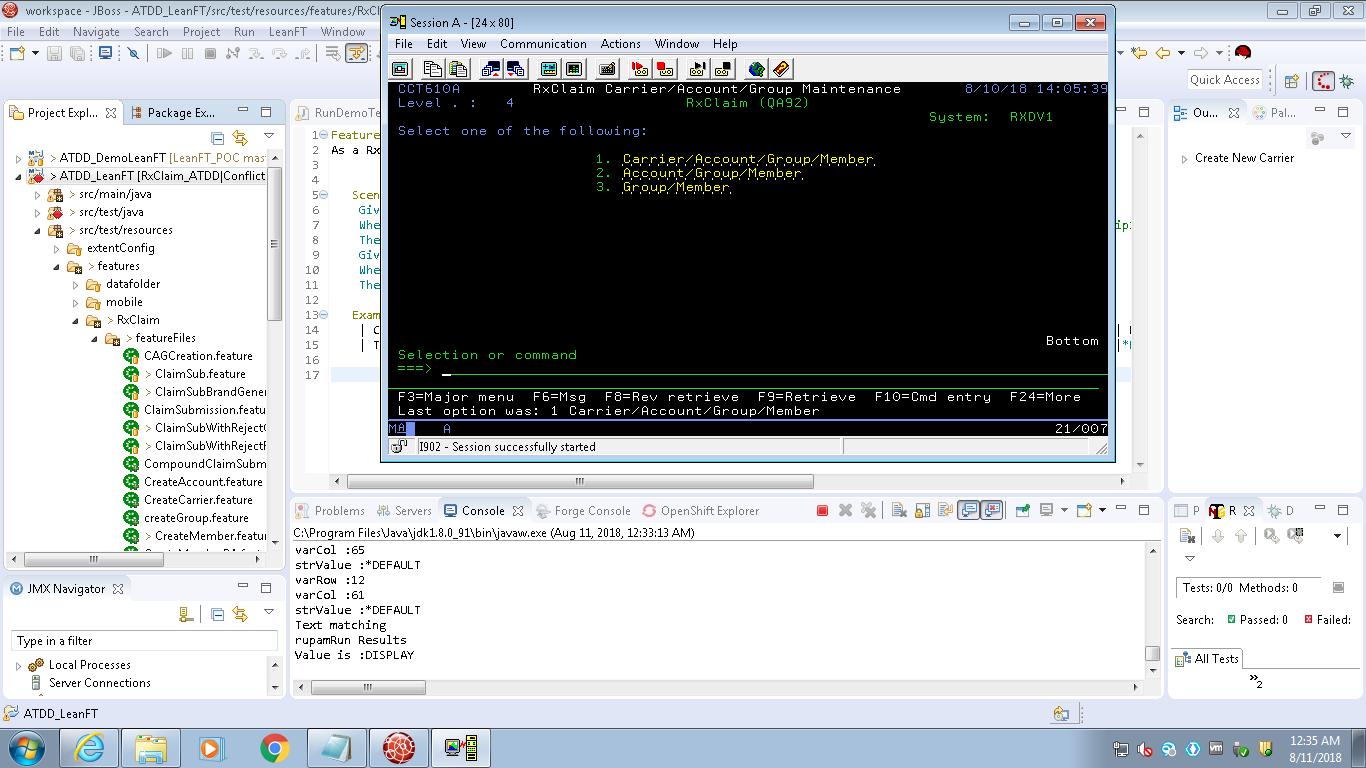 workspace - JBoss - ATDD_LeanFT/src/test/resources/features/RxCl
File Edit Navigate Search Project Run LeanFT Window
Quick Access
Project Expl...
Package Ex...
> ATDD_DemoLeanFT [LeanFT_POC mas
> ATDD_LeanFT [RxClaim_ATDD|Conflict
> src/main/java
> src/test/java
> src/test/resources
extentConfig
> features
datafolder
mobile
> RxClaim
> featureFiles
CAGCreation.feature
> ClaimSub.feature
> ClaimSubBrandGener
ClaimSubmission.featu
> ClaimSubWithReject
> ClaimSubWithRejectF
CompoundClaimSubm
CreateAccount.feature
CreateCarrier.feature
createGroup.feature
> CreateMember.feature
JMX Navigator
Type in a filter
Local Processes
Server Connections
ATDD_LeanFT
RunDemoTe
1 Feature
2 As a Rx
3
4
5 Scen
6 Giv
7 Whe
8 The
9 Giv
10 Whe
11 The
12
13 Exam
14 | C
15 | T
16
17
Session A - [24 x 80]
File Edit View Communication Actions Window Help
CCT610A RxClaim Carrier/Account/Group Maintenance 8/10/18 14:05:39
Level . : 4 RxClaim (QA92)
System: RXDV1
Select one of the following:
1. Carrier/Account/Group/Member
2. Account/Group/Member
3. Group/Member
Bottom
Selection or command
===>
F3=Major menu F6=Msg F8=Rev retrieve F9=Retrieve F10=Cmd entry F24=More
Last option was: 1 Carrier/Account/Group/Member
MA A 21/007
I902 - Session successfully started
Ou...
Pal...
Create New Carrier
Problems Servers Console Forge Console OpenShift Explorer
C:\Program Files\Java\jdk1.8.0_91\bin\javaw.exe (Aug 11, 2018, 12:33:13 AM)
varCol :65
strValue :*DEFAULT
varRow :12
varCol :61
strValue :*DEFAULT
Text matching
rupamRun Results
Value is :DISPLAY
P R D
Tests: 0/0 Methods: 0
Search: Passed: 0 Failed:
All Tests
»2
12:35 AM
8/11/2018